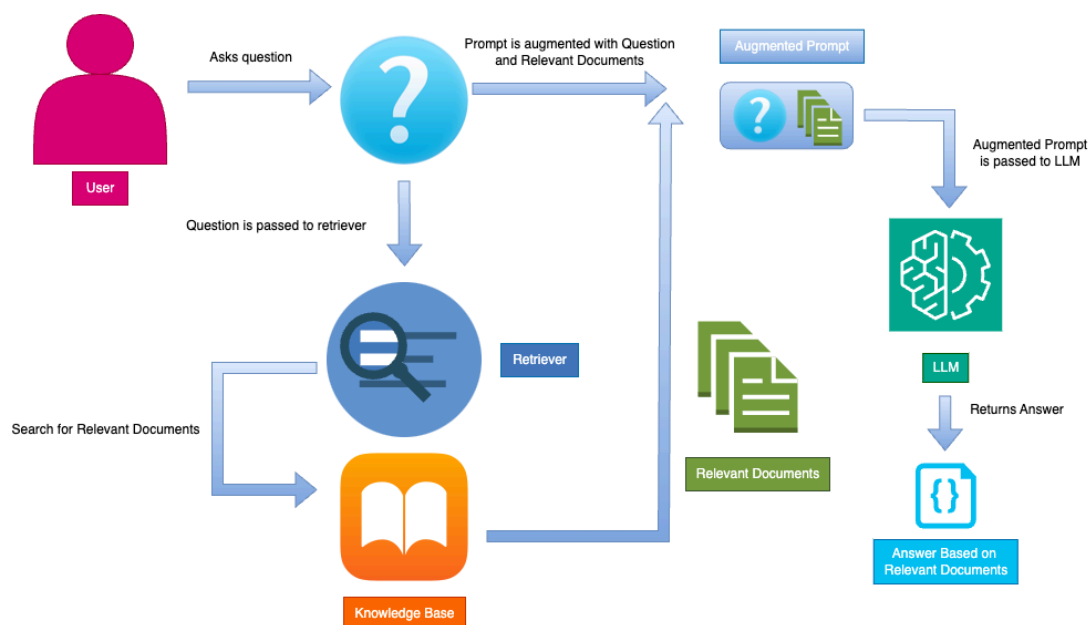 Asks question
Prompt is augmented with Question
and Relevant Documents
Augmented Prompt
Augmented Prompt
is passed to LLM
User
Question is passed to retriever
Retriever
LLM
Returns Answer
Search for Relevant Documents
Relevant Documents
Answer Based on
Relevant Documents
Knowledge Base